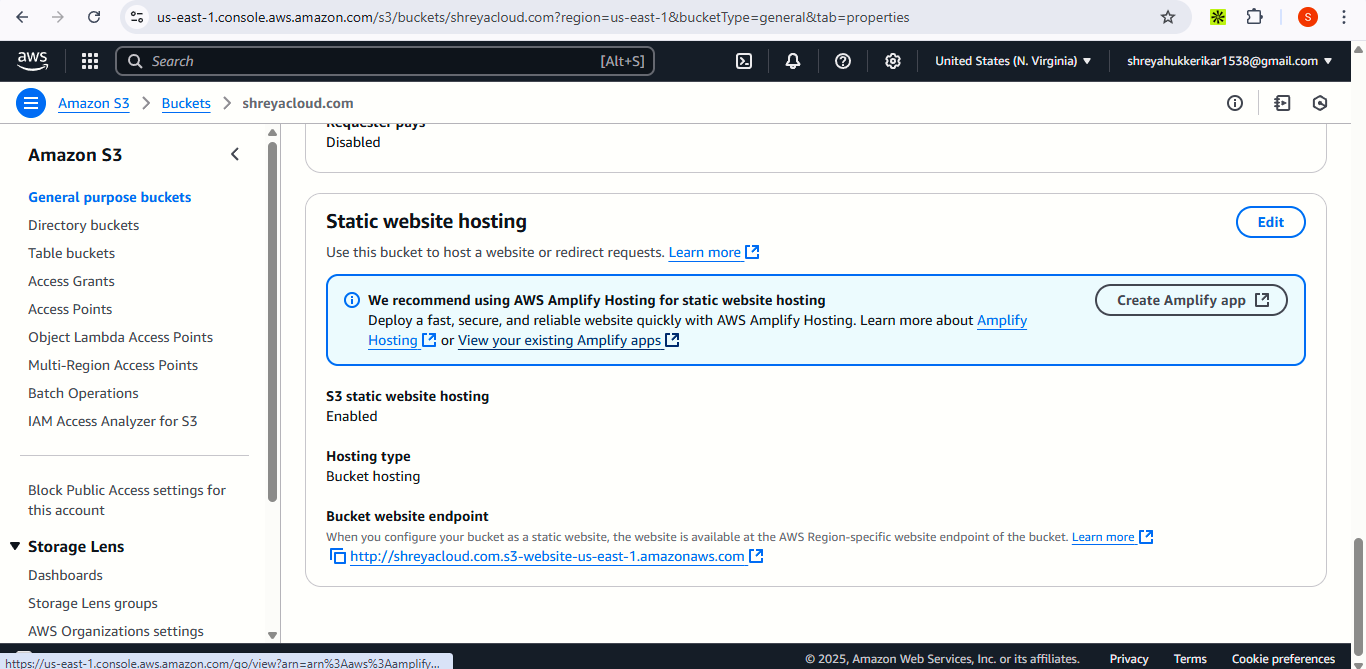 us-east-1.console.aws.amazon.com/s3/buckets/shreyacloud.com?region=us-east-1&bucketType=general&tab=properties
S
aws
Search
[Alt+S]
United States (N. Virginia)
shreyahukkerikar1538@gmail.com
Amazon S3
Buckets
shreyacloud.com
Amazon S3
General purpose buckets
Directory buckets
Table buckets
Access Grants
Access Points
Object Lambda Access Points
Multi-Region Access Points
Batch Operations
IAM Access Analyzer for S3
Block Public Access settings for
this account
Storage Lens
Dashboards
Storage Lens groups
AWS Organizations settings
Requester pays
Disabled
Static website hosting
Edit
Use this bucket to host a website or redirect requests. Learn more
We recommend using AWS Amplify Hosting for static website hosting
Create Amplify app
Deploy a fast, secure, and reliable website quickly with AWS Amplify Hosting. Learn more about Amplify
Hosting or View your existing Amplify apps
S3 static website hosting
Enabled
Hosting type
Bucket hosting
Bucket website endpoint
When you configure your bucket as a static website, the website is available at the AWS Region-specific website endpoint of the bucket. Learn more
http://shreyacloud.com.s3-website-us-east-1.amazonaws.com
https://us-east-1.console.aws.amazon.com/go/view?arn=arn%3Aaws%3Aamplify...
© 2025, Amazon Web Services, Inc. or its affiliates.
Privacy
Terms
Cookie preferences